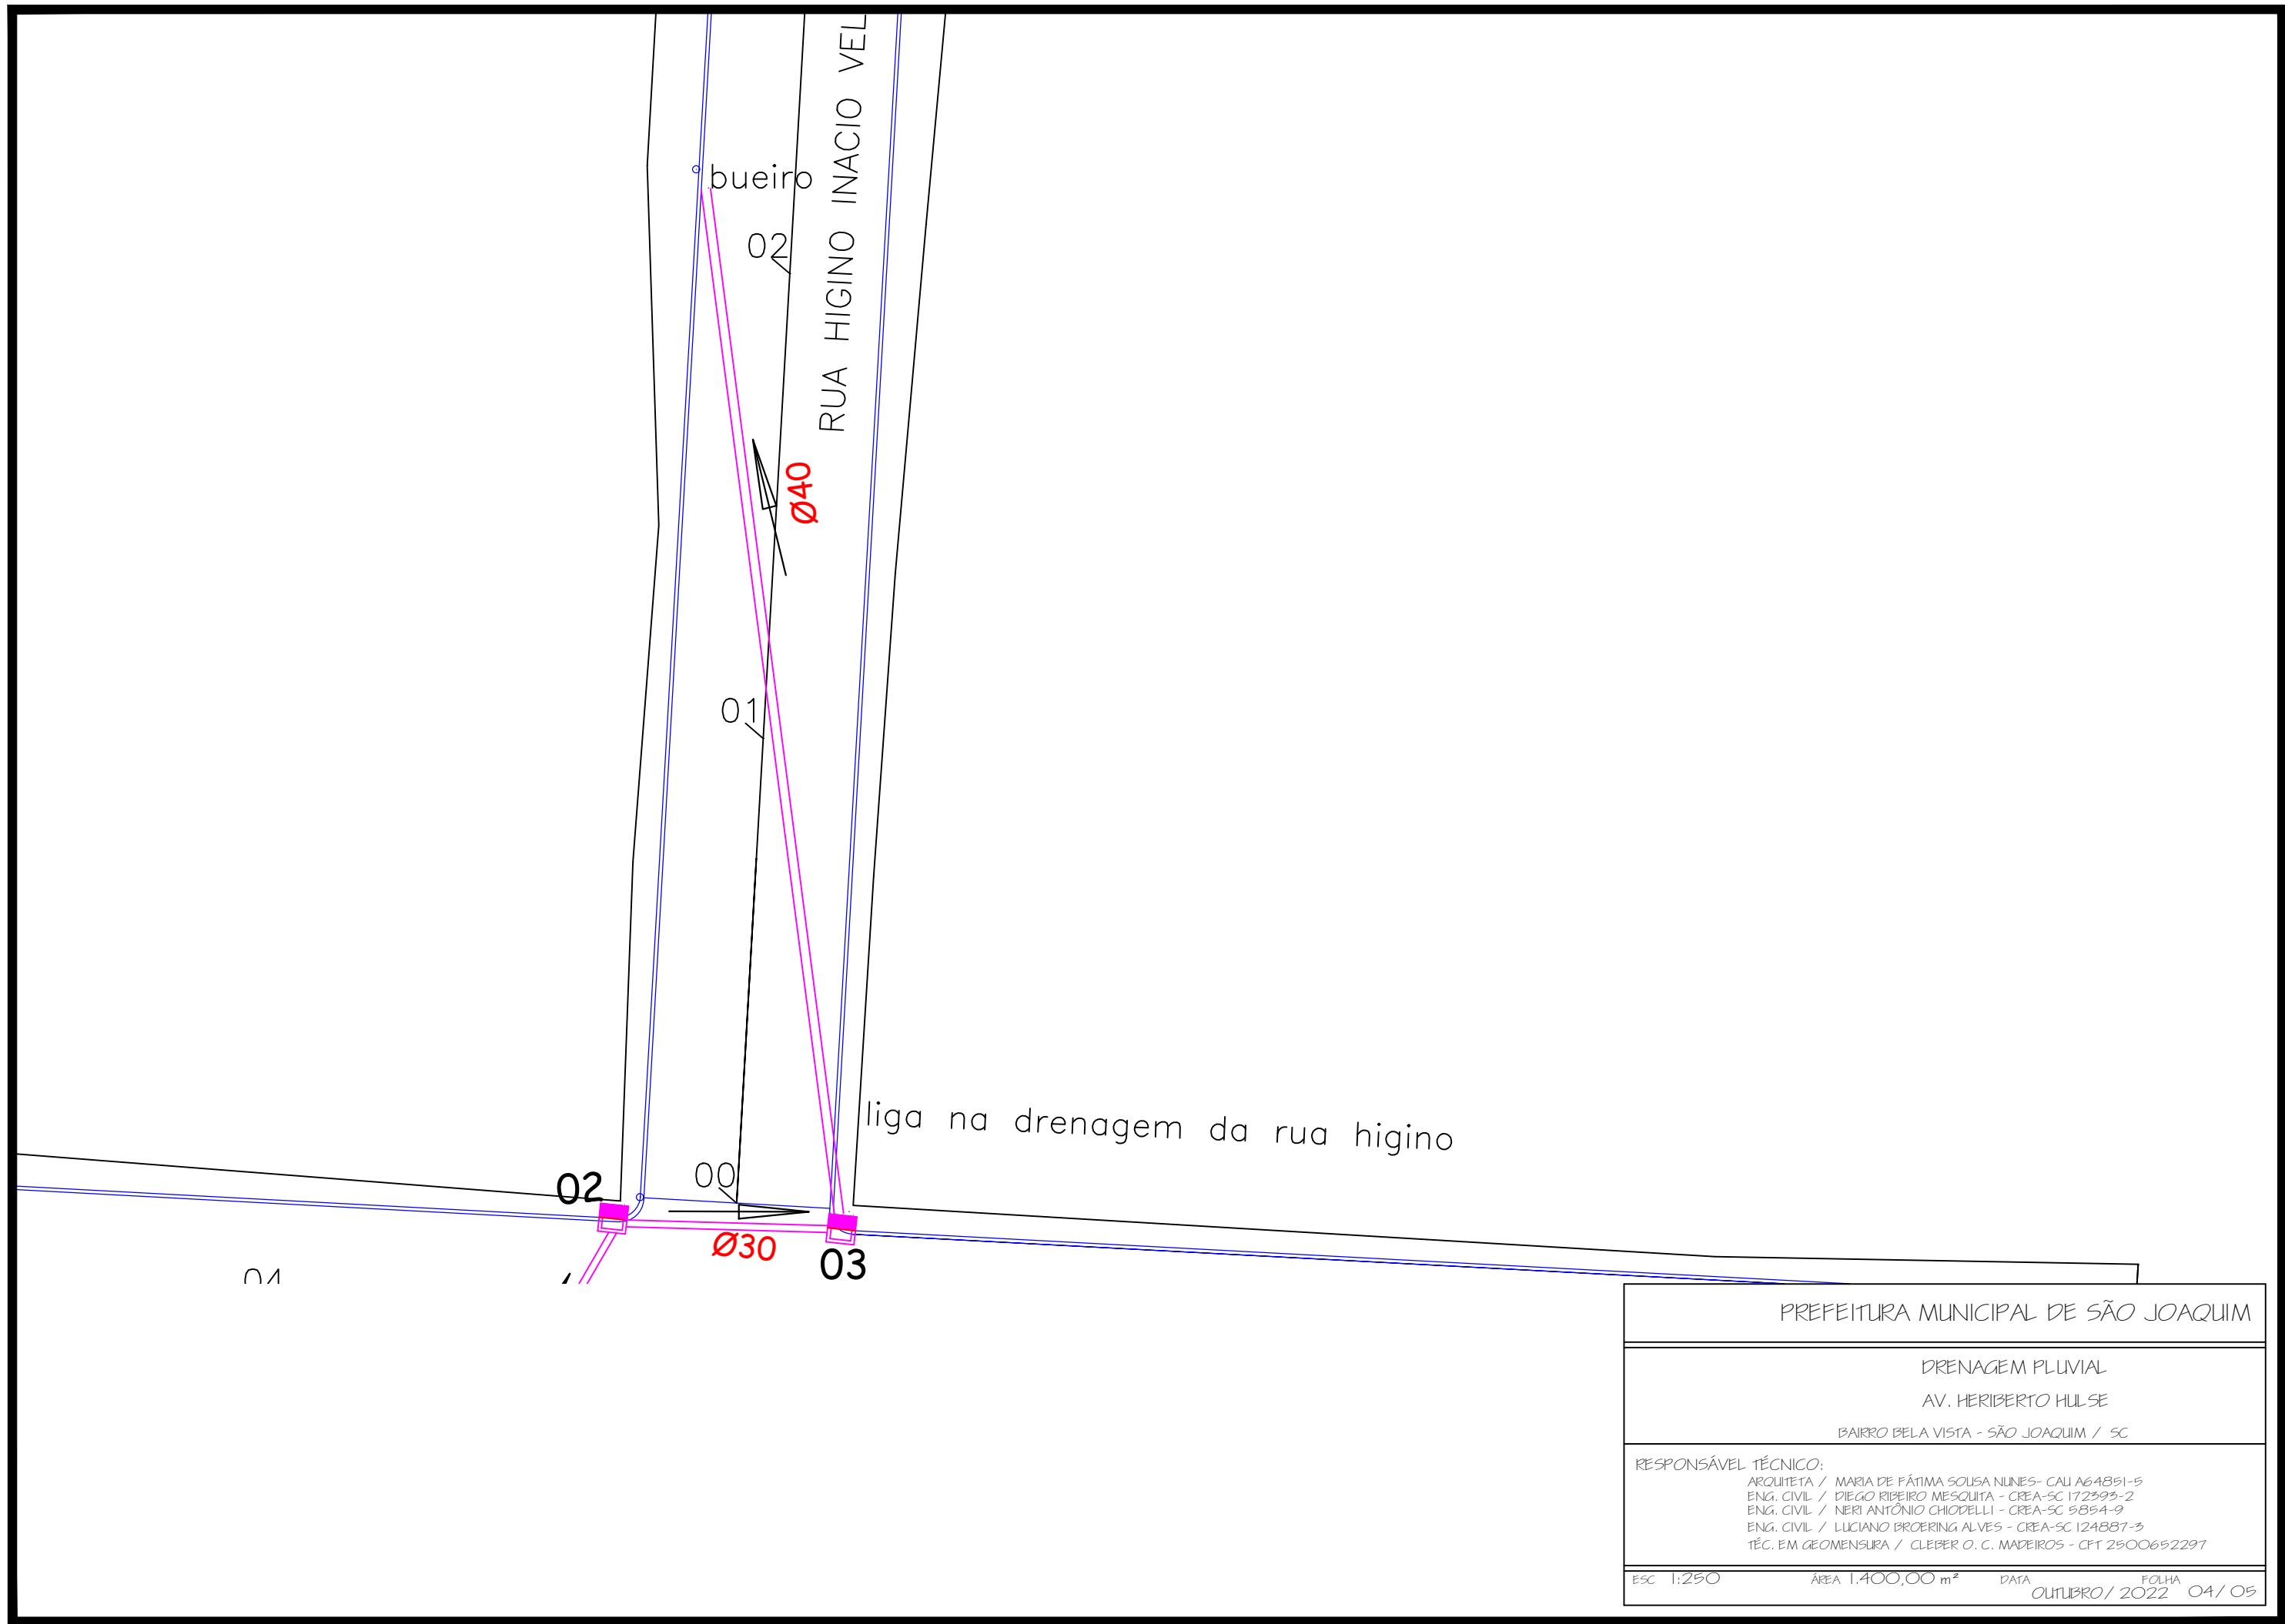 RUA HIGINO INACIO VEL
bueiro
02
Ø40
01
liga na drenagem da rua higino
02
00
Ø30
03
PREFEITURA MUNICIPAL DE SÃO JOAQUIM
DRENAGEM PLUVIAL
AV. HERIBERTO HULSE
BAIRRO BELA VISTA - SÃO JOAQUIM / SC
RESPONSÁVEL TÉCNICO:
ARQUITETA / MARIA DE FÁTIMA SOUSA NUNES- CAU A64851-5
ENG. CIVIL / DIEGO RIBEIRO MESQUITA - CREA-SC 172393-2
ENG. CIVIL / NERI ANTÔNIO CHIODELLI - CREA-SC 5854-9
ENG. CIVIL / LUCIANO BROERING ALVES - CREA-SC 124887-3
TÉC. EM GEOMENSURA / CLEBER O. C. MADEIROS - CFT 2500652297
ESC 1:250 ÁREA 1.400,00 m² DATA OUTUBRO/ 2022 FOLHA 04/ 05